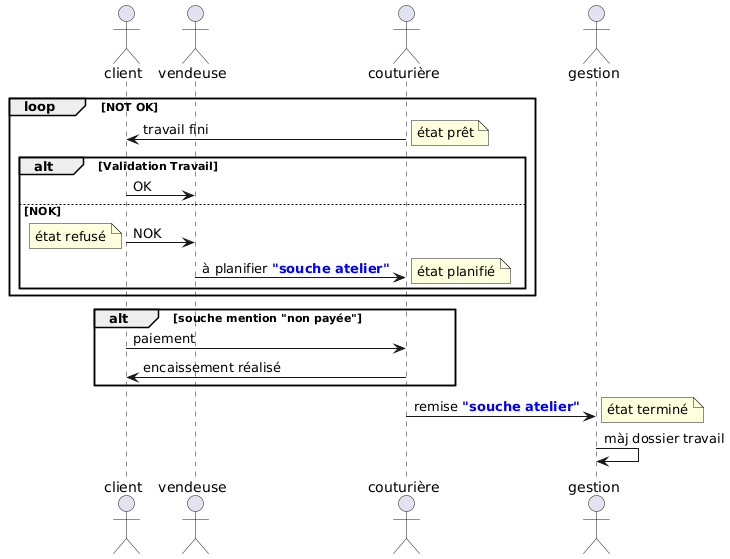 client vendeuse couturière gestion
loop [NOT OK]
travail fini état prêt
alt [Validation Travail]
OK
[NOK]
état refusé NOK
à planifier "souche atelier" état planifié
alt [souche mention "non payée"]
paiement
encaissement réalisé
remise "souche atelier" état terminé
màj dossier travail
client vendeuse couturière gestion